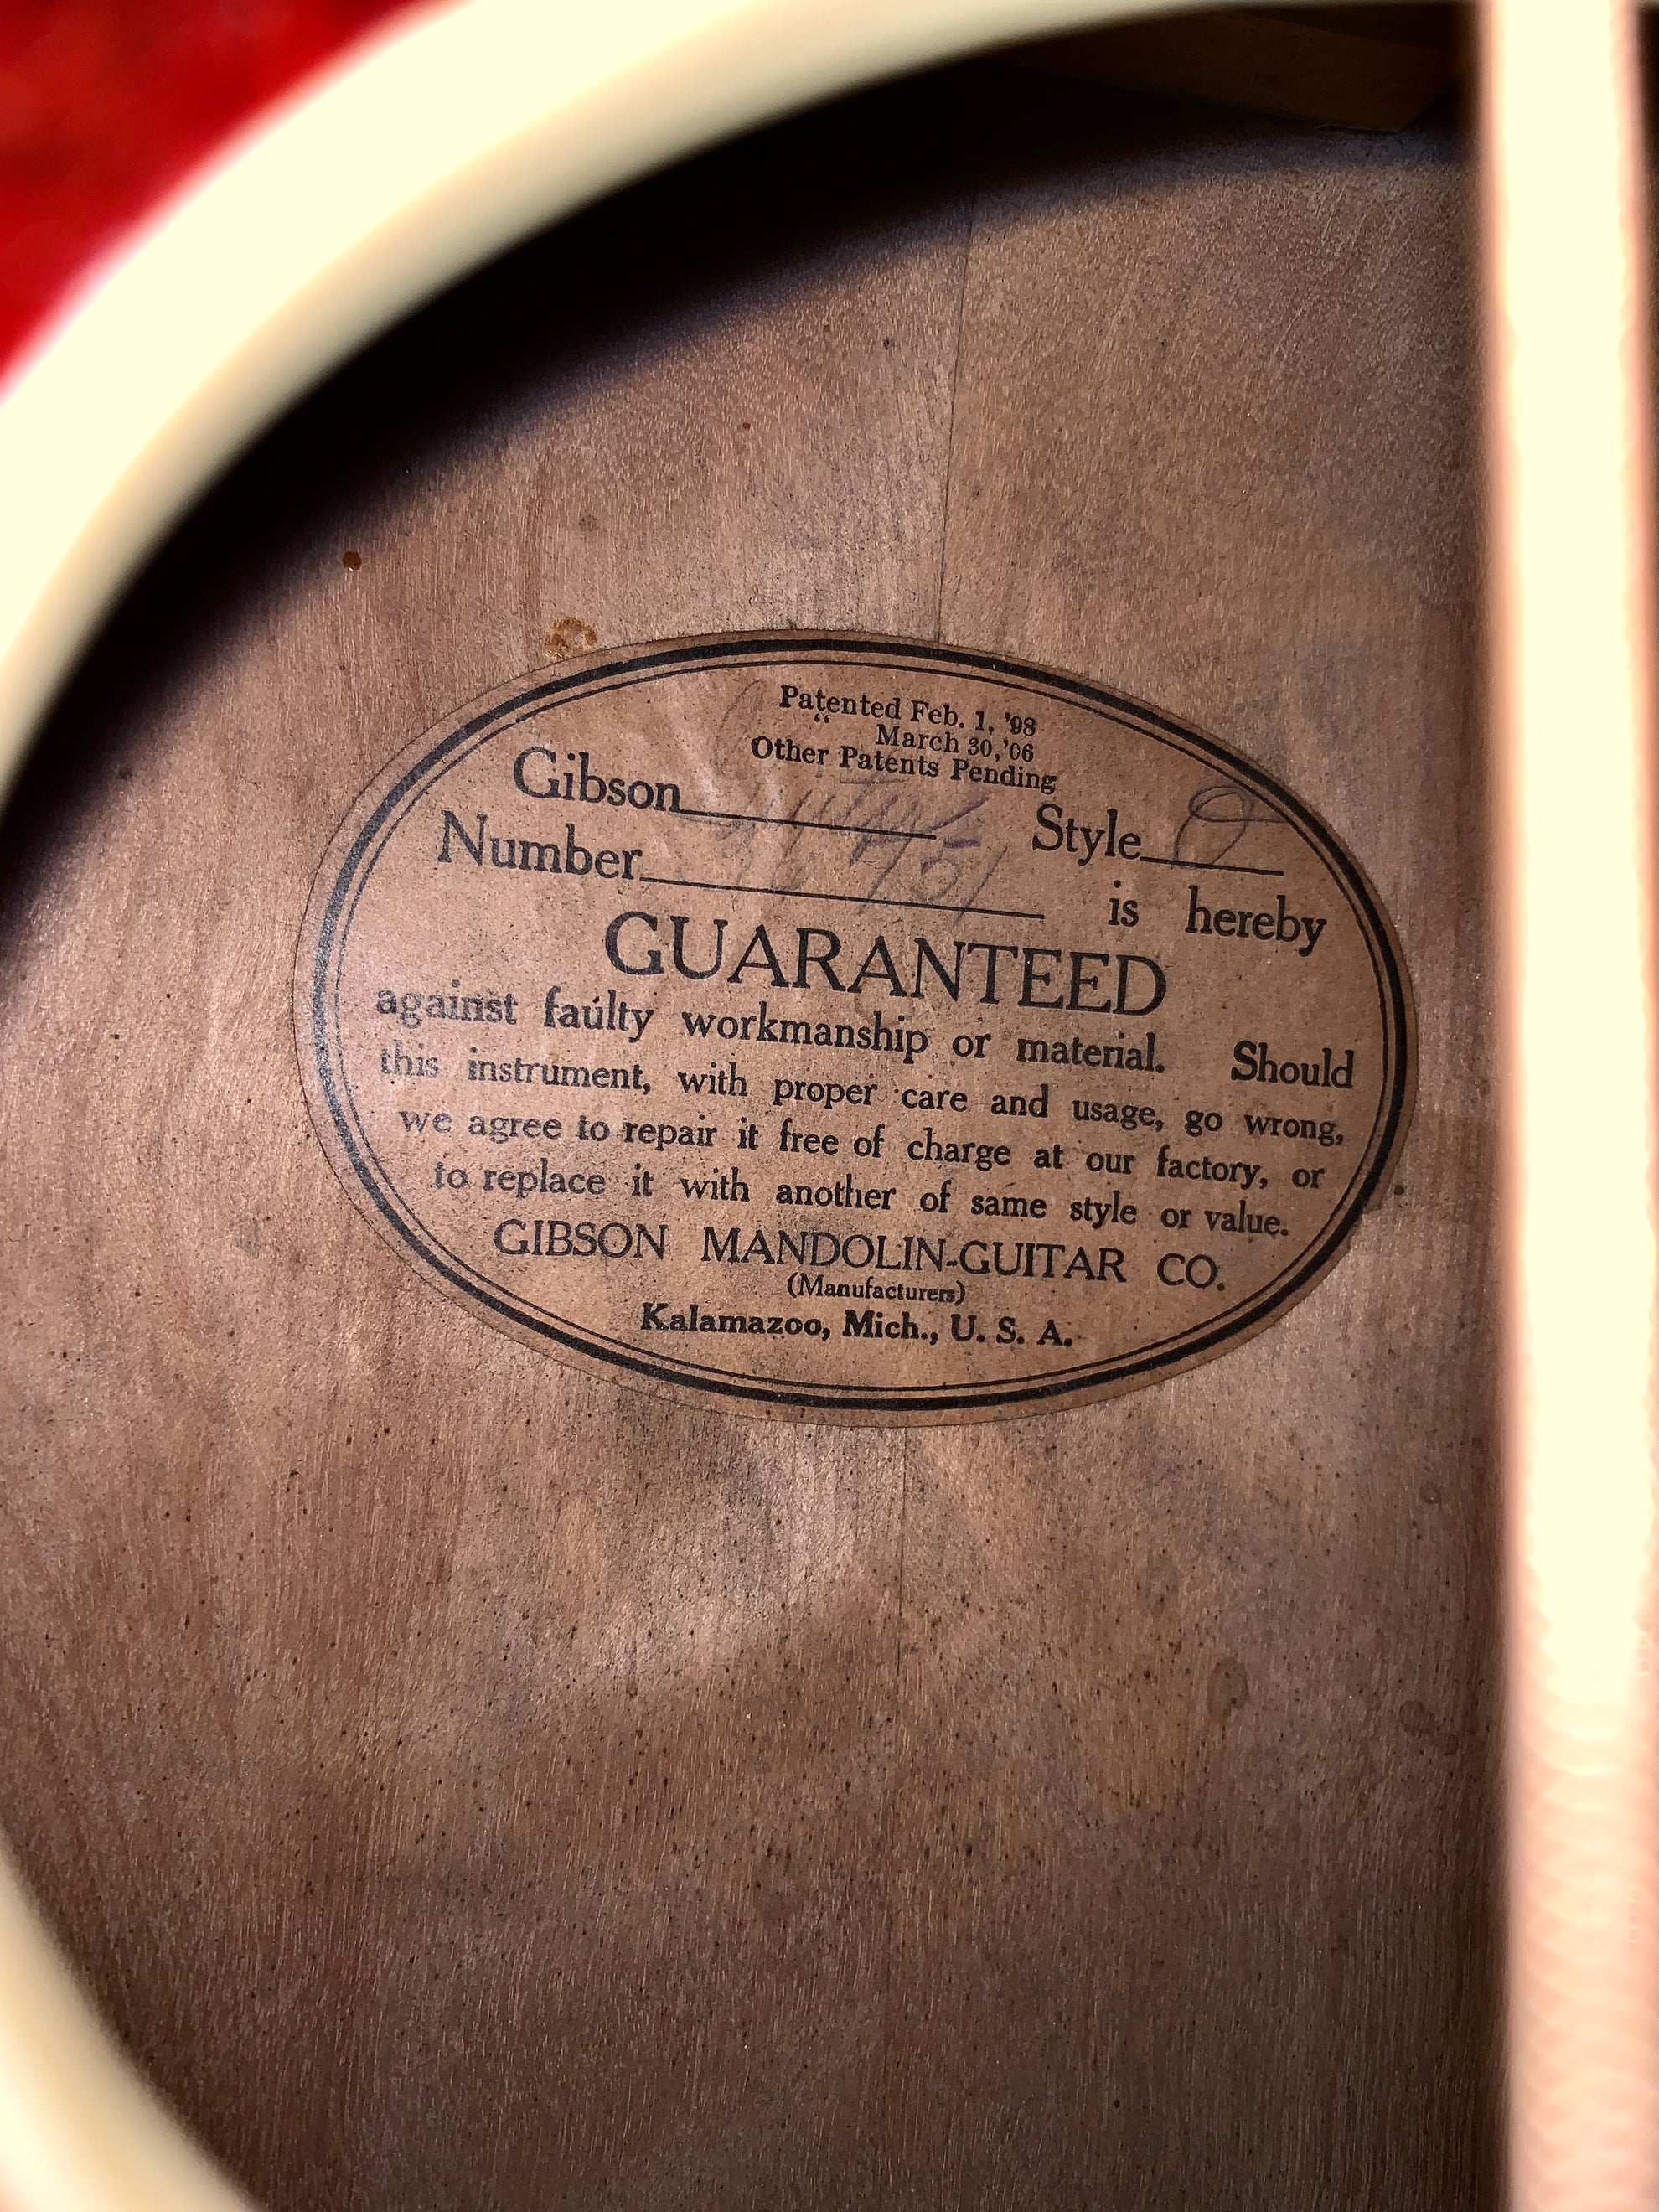 Patented Feb. 1, '98
" March 30, '06
Other Patents Pending
Gibson Guitar Style O
Number is hereby
GUARANTEED
against faulty workmanship or material. Should
this instrument, with proper care and usage, go wrong,
we agree to repair it free of charge at our factory, or
to replace it with another of same style or value.
GIBSON MANDOLIN-GUITAR CO.
(Manufacturers)
Kalamazoo, Mich., U. S. A.